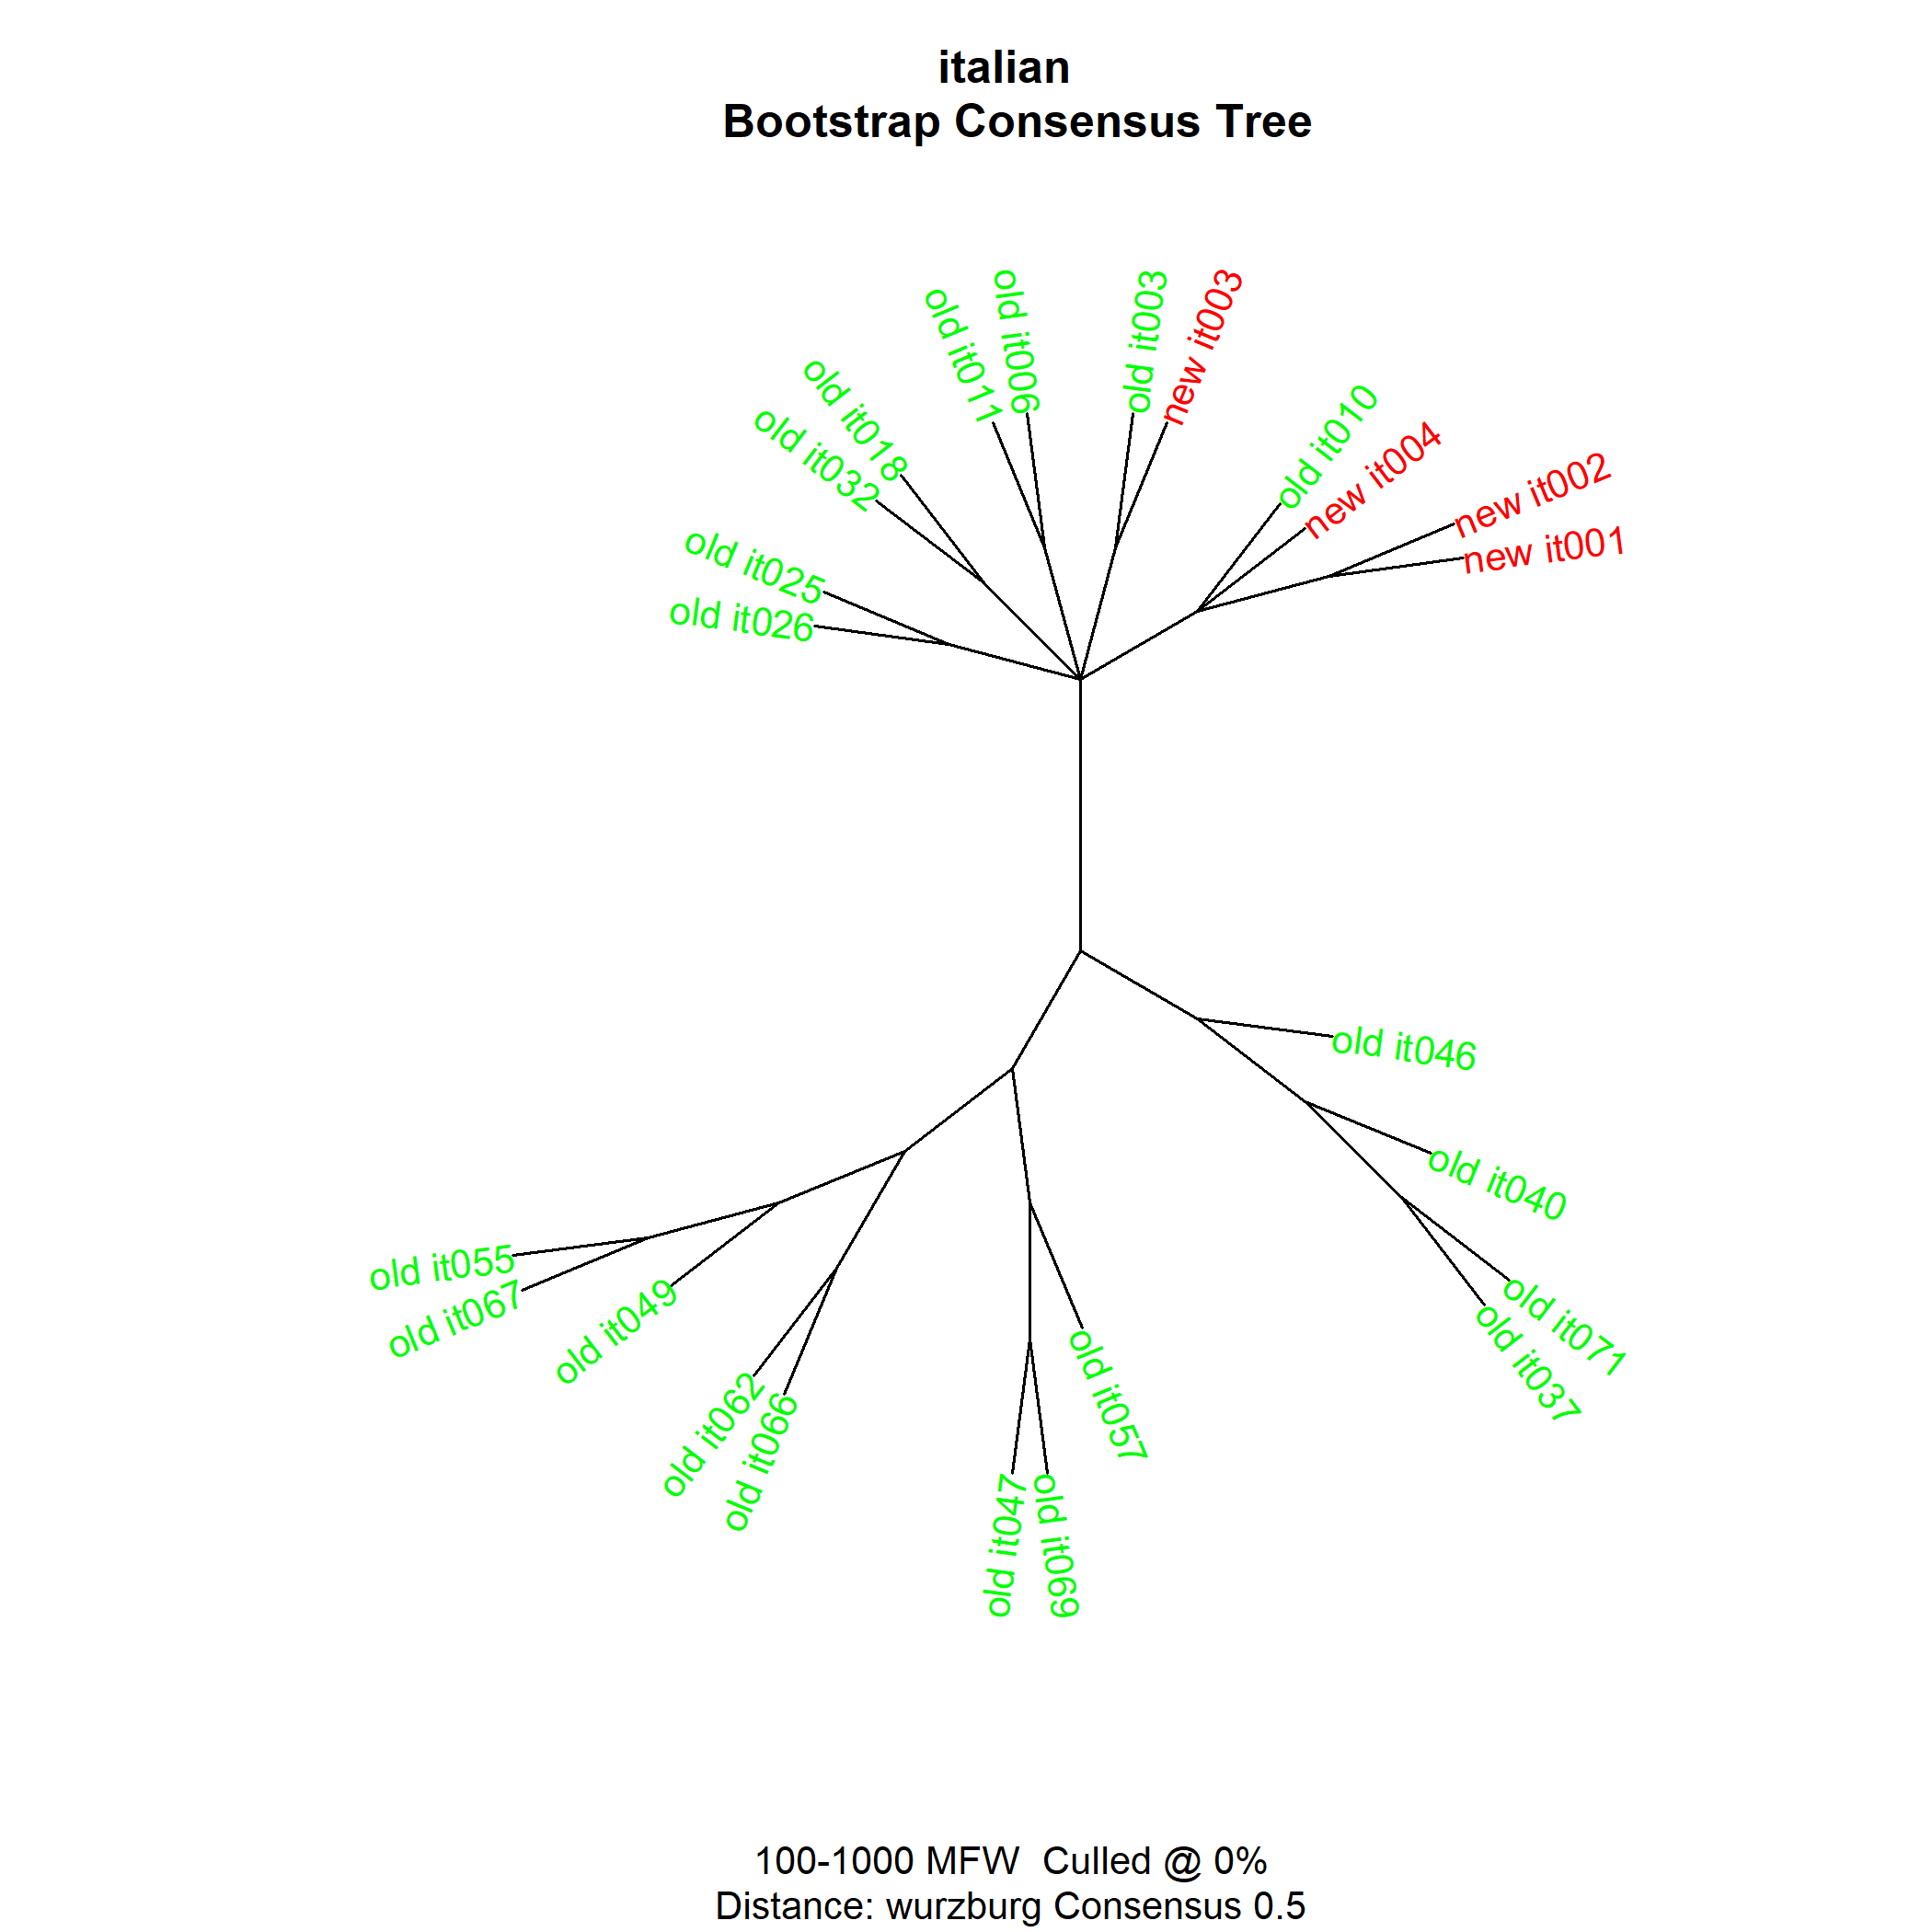 italian
Bootstrap Consensus Tree
old it003
new it003
old it006
old it011
old it018
old it032
old it010
new it004
new it002
new it001
old it025
old it026
old it046
old it040
old it071
old it037
old it055
old it067
old it049
old it062
old it066
old it057
old it047
old it069
100-1000 MFW  Culled @ 0%
Distance: wurzburg Consensus 0.5